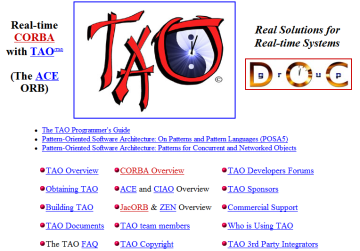 Real-time
CORBA
with TAO™
(The ACE
ORB)
TAO
©
Real Solutions for
Real-time Systems
DOC
group
The TAO Programmer's Guide
Pattern-Oriented Software Architecture: On Patterns and Pattern Languages (POSA5)
Pattern-Oriented Software Architecture: Patterns for Concurrent and Networked Objects
TAO Overview CORBA Overview TAO Developers Forums
Obtaining TAO ACE and CIAO Overview TAO Sponsors
Building TAO JacORB & ZEN Overview Commercial Support
TAO Documents TAO team members Who is Using TAO
The TAO FAQ TAO Copyright TAO 3rd Party Integrators